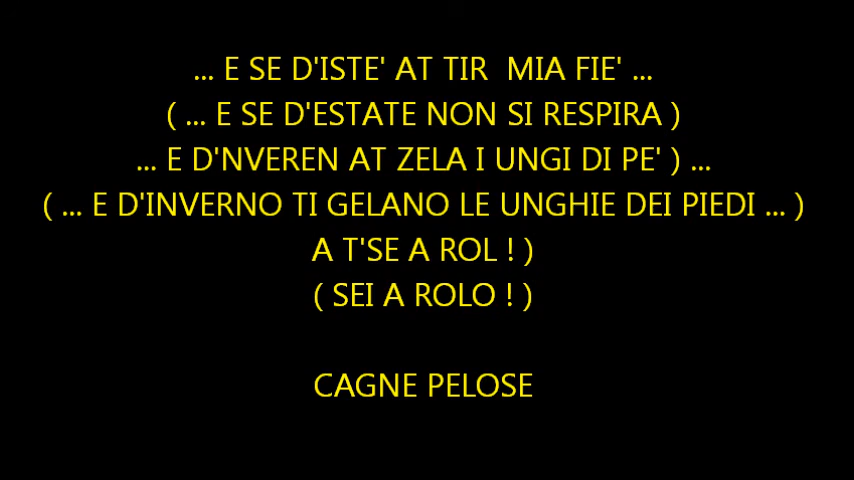 ... E SE D'ISTE' AT TIR  MIA FIE' ...
( ... E SE D'ESTATE NON SI RESPIRA )
... E D'NVEREN AT ZELA I UNGI DI PE' ) ...
( ... E D'INVERNO TI GELANO LE UNGHIE DEI PIEDI ... )
A T'SE A ROL ! )
( SEI A ROLO ! )
CAGNE PELOSE